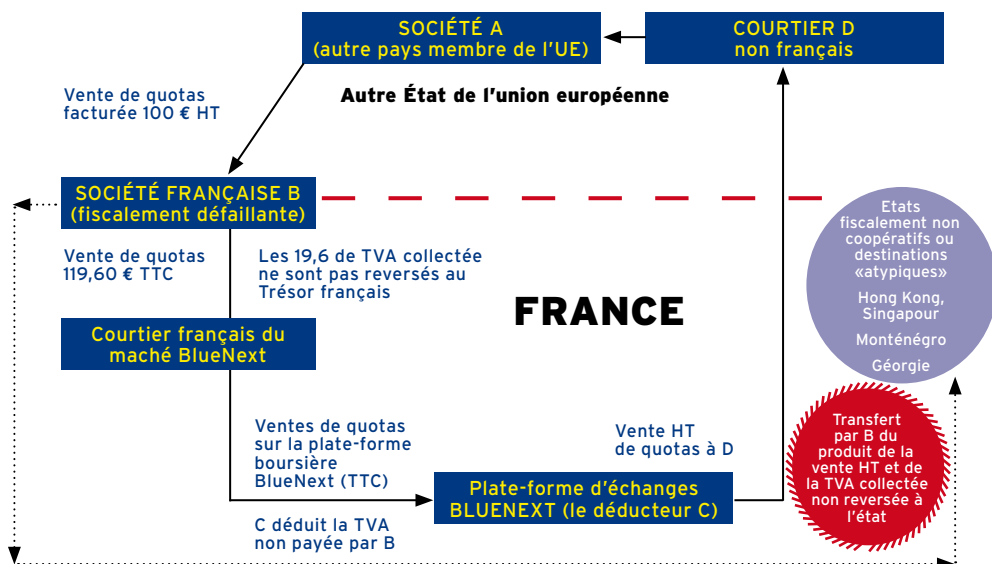 SOCIÉTÉ A
(autre pays membre de l'UE)
COURTIER D
non français
Autre État de l'union européenne
Vente de quotas
facturée 100 € HT
SOCIÉTÉ FRANÇAISE B
(fiscalement défaillante)
Vente de quotas
119,60 € TTC
Les 19,6 de TVA collectée
ne sont pas reversés au
Trésor français
FRANCE
Etats
fiscalement non
coopératifs ou
destinations
«atypiques»
Hong Kong,
Singapour
Monténégro
Géorgie
Courtier français du
maché BlueNext
Ventes de quotas
sur la plate-forme
boursière
BlueNext (TTC)
Vente HT
de quotas à D
Transfert
par B du
produit de la
vente HT et de
la TVA collectée
non reversée à
l'état
Plate-forme d'échanges
BLUENEXT (le déducteur C)
C déduit la TVA
non payée par B